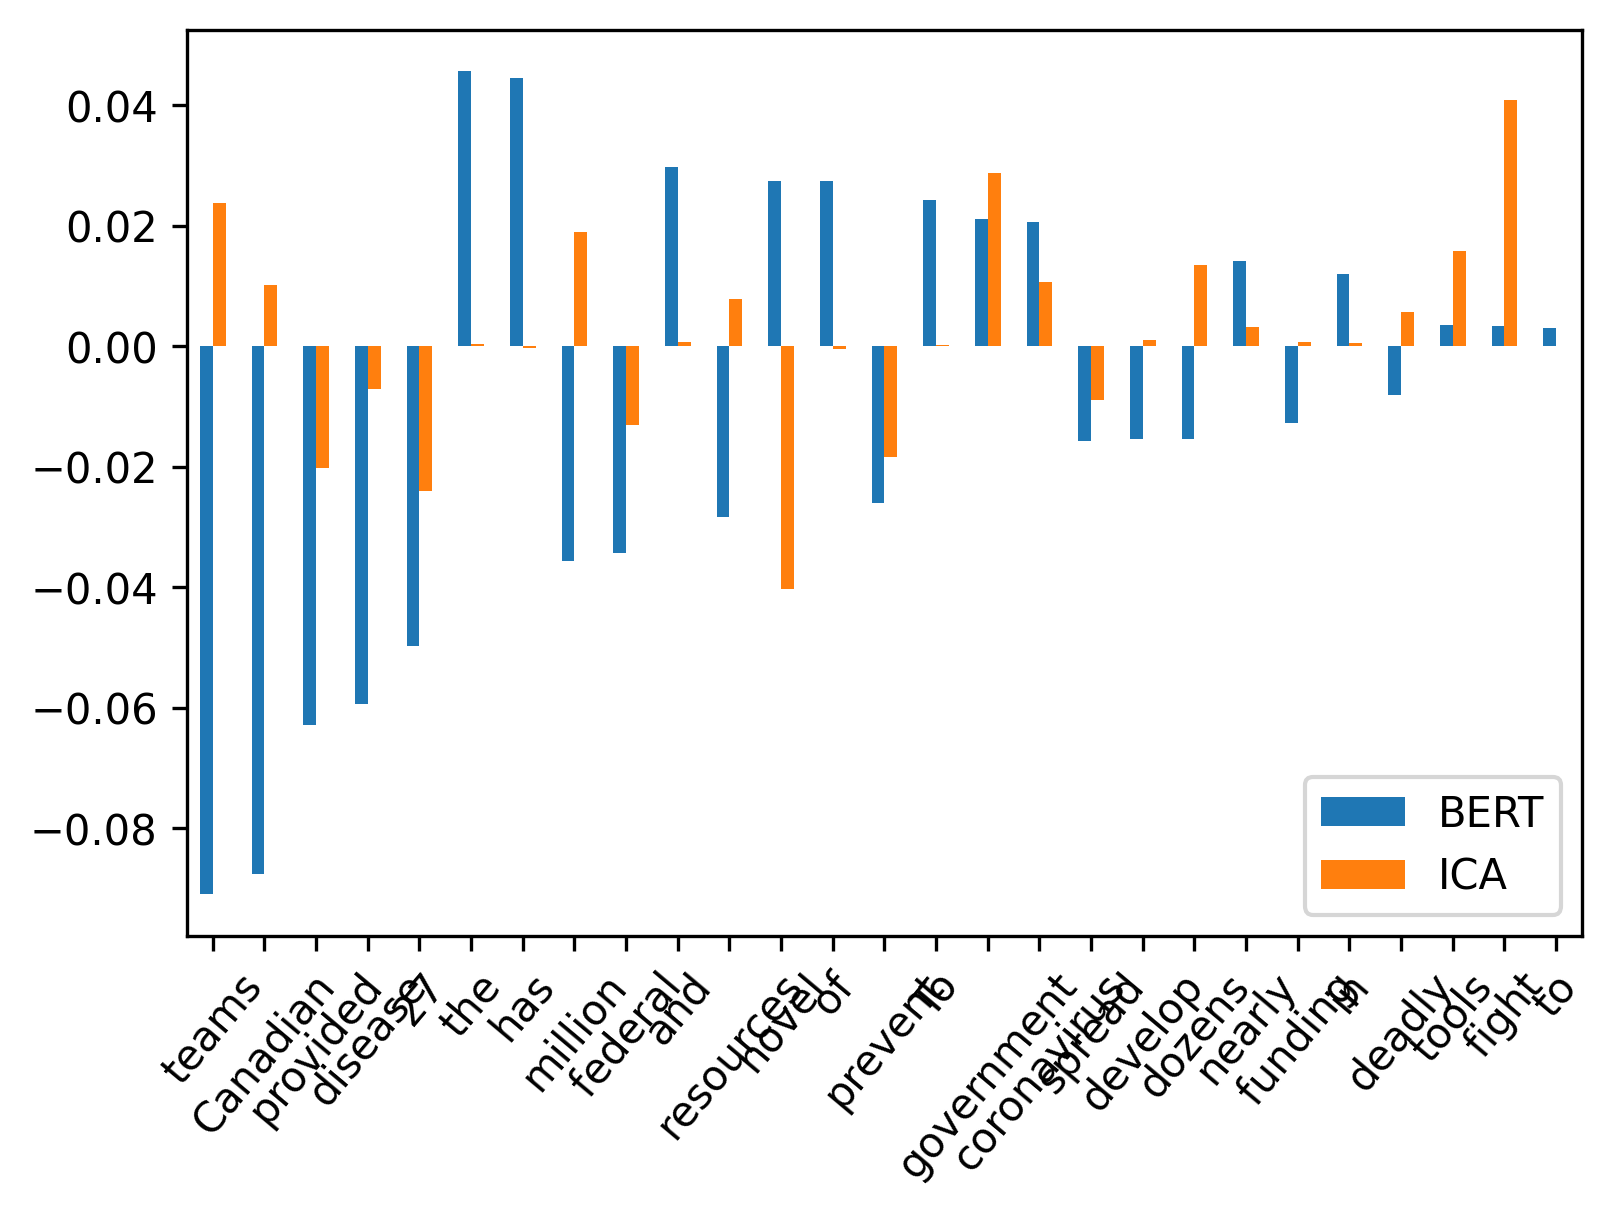 0.04
0.02
0.00
−0.02
−0.04
−0.06
−0.08
BERT
ICA
teams
Canadian
provided
disease
27
the
has
million
federal
and
resources
novel
of
prevent
to
government
coronavirus
spread
develop
dozens
nearly
funding
in
deadly
tools
fight
to